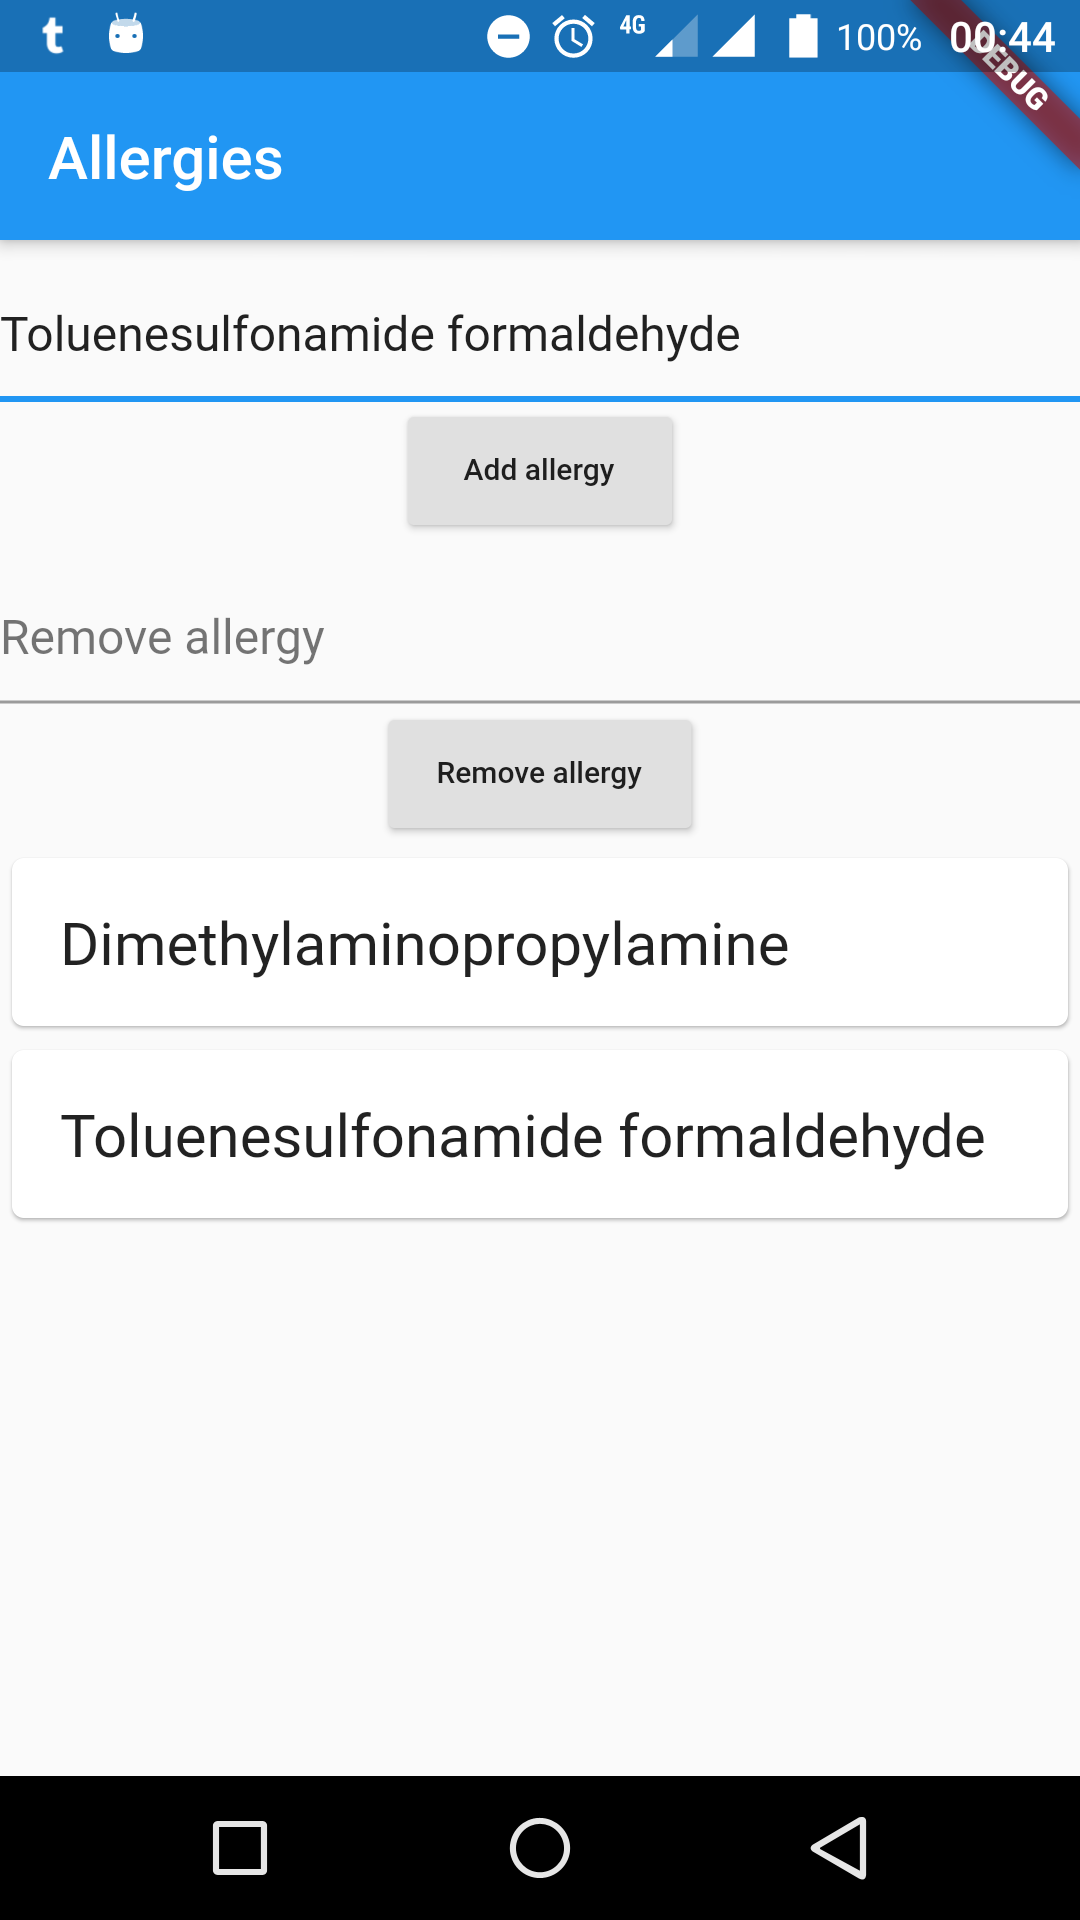 t 4G 100% 00:44
DEBUG
Allergies
Toluenesulfonamide formaldehyde
Add allergy
Remove allergy
Remove allergy
Dimethylaminopropylamine
Toluenesulfonamide formaldehyde